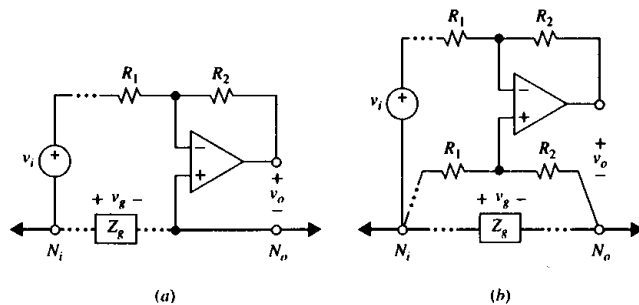 R1 R2
vi +
−
+
+
vo
−
+ vg −
Zg
Ni No
(a)
R1 R2
vi +
−
+
R1 R2
+
vo
−
+ vg −
Zg
Ni No
(b)